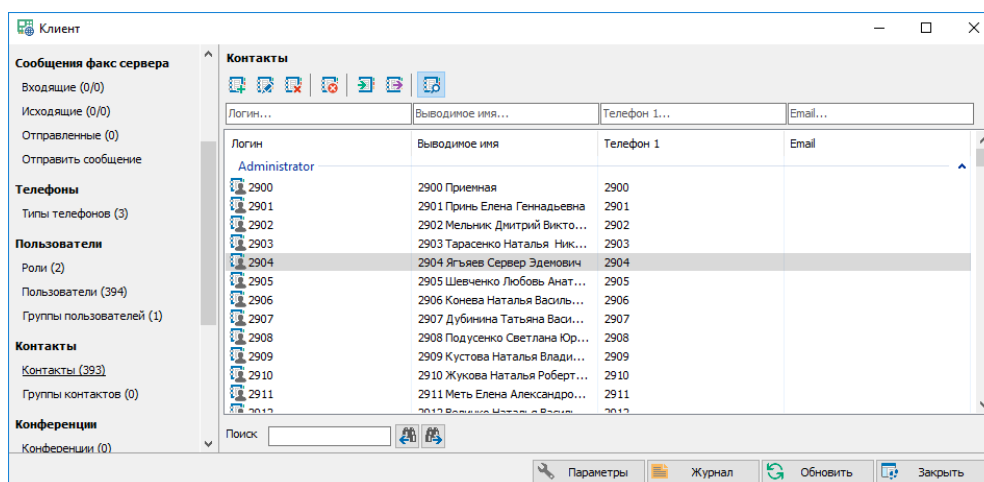 Клиент
Сообщения факс сервера
Входящие (0/0)
Исходящие (0/0)
Отправленные (0)
Отправить сообщение
Телефоны
Типы телефонов (3)
Пользователи
Роли (2)
Пользователи (394)
Группы пользователей (1)
Контакты
Контакты (393)
Группы контактов (0)
Конференции
Конференции (0)
Контакты
Логин... Выводимое имя... Телефон 1... Email...
Логин Выводимое имя Телефон 1 Email
Administrator
2900 2900 Приемная 2900
2901 2901 Принь Елена Геннадьевна 2901
2902 2902 Мельник Дмитрий Викто... 2902
2903 2903 Тарасенко Наталья Ник... 2903
2904 2904 Ягъяев Сервер Эдемович 2904
2905 2905 Шевченко Любовь Анат... 2905
2906 2906 Конева Наталья Василь... 2906
2907 2907 Дубинина Татьяна Васи... 2907
2908 2908 Подусенко Светлана Юр... 2908
2909 2909 Кустова Наталья Влади... 2909
2910 2910 Жукова Наталья Роберт... 2910
2911 2911 Меть Елена Александро... 2911
2912 2912 Наталья 2912
Поиск
Параметры Журнал Обновить Закрыть